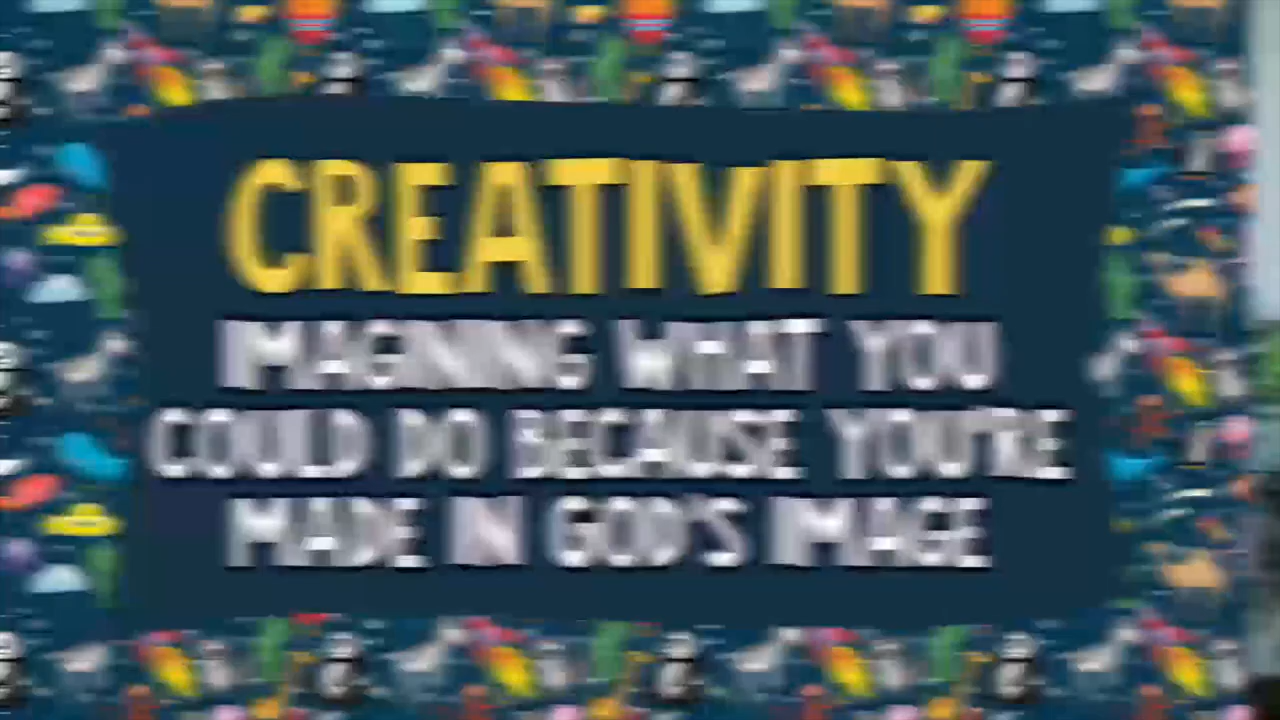 CREATIVITY
IMAGINING WHAT YOU
COULD DO BECAUSE YOU'RE
MADE IN GOD'S IMAGE